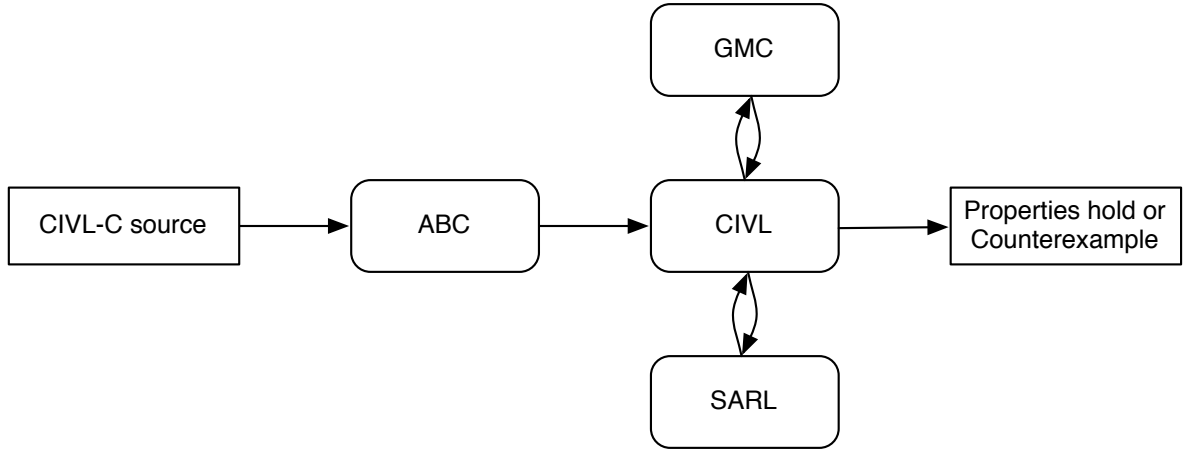 GMC
CIVL-C source
ABC
CIVL
Properties hold or
Counterexample
SARL